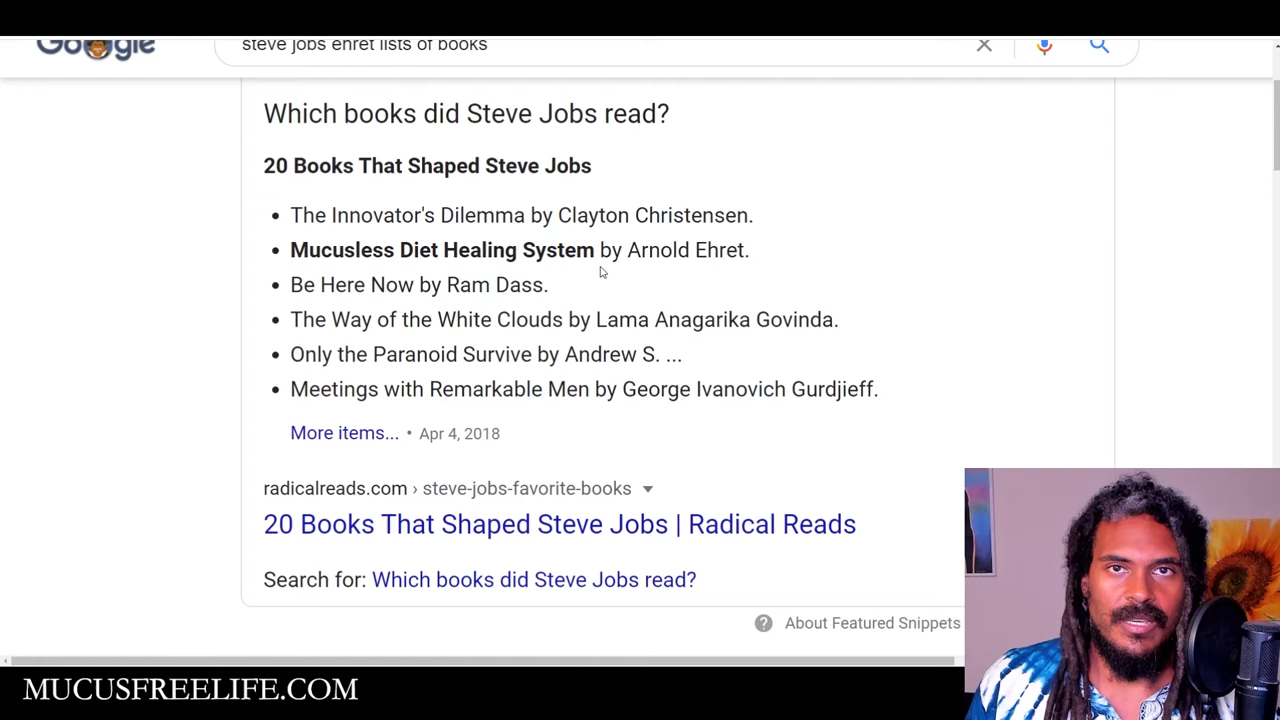 Google
steve jobs ehret lists of books
Which books did Steve Jobs read?
20 Books That Shaped Steve Jobs
The Innovator's Dilemma by Clayton Christensen.
Mucusless Diet Healing System by Arnold Ehret.
Be Here Now by Ram Dass.
The Way of the White Clouds by Lama Anagarika Govinda.
Only the Paranoid Survive by Andrew S. ...
Meetings with Remarkable Men by George Ivanovich Gurdjieff.
More items... • Apr 4, 2018
radicalreads.com › steve-jobs-favorite-books
20 Books That Shaped Steve Jobs | Radical Reads
Search for: Which books did Steve Jobs read?
About Featured Snippets
MUCUSFREELIFE.COM